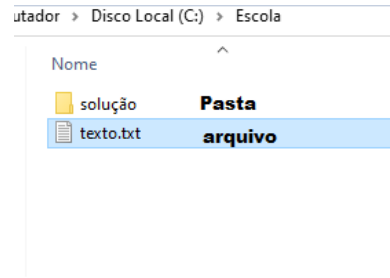 utador > Disco Local (C:) > Escola
Nome
solução Pasta
texto.txt arquivo